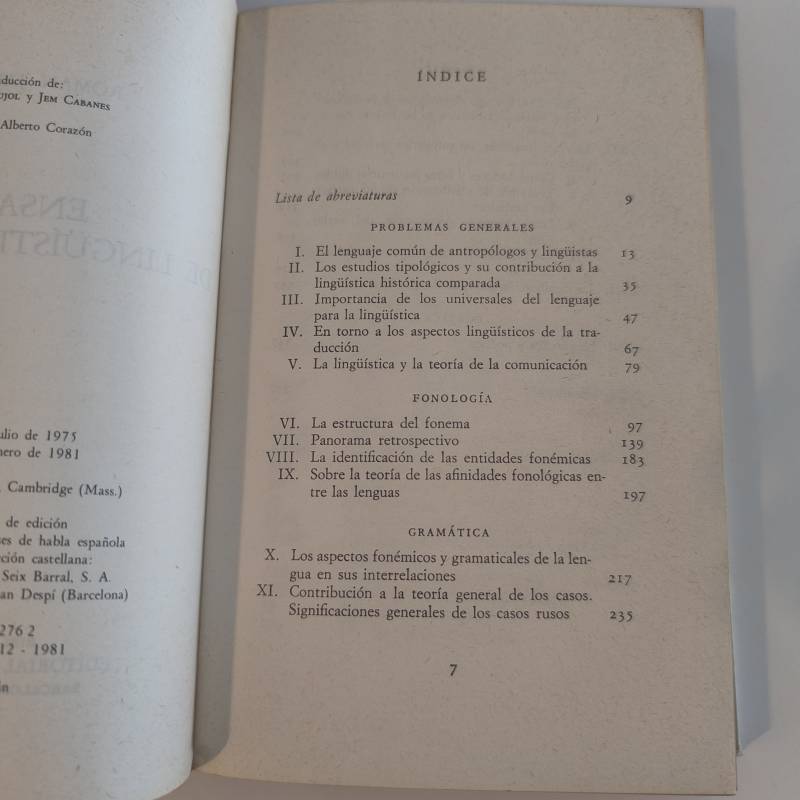 ducción de:
y JEM CABANES
Alberto Corazón
ENSA
DE LINGÜÍSTI
ulio de 1975
nero de 1981
Cambridge (Mass.)
de edición
ses de habla española
ción castellana:
Seix Barral, S. A.
an Despí (Barcelona)
276 2
12 - 1981
ín
ÍNDICE
Lista de abreviaturas 9
PROBLEMAS GENERALES
I. El lenguaje común de antropólogos y lingüistas 13
II. Los estudios tipológicos y su contribución a la
lingüística histórica comparada 35
III. Importancia de los universales del lenguaje
para la lingüística 47
IV. En torno a los aspectos lingüísticos de la tra-
ducción 67
V. La lingüística y la teoría de la comunicación 79
FONOLOGÍA
VI. La estructura del fonema 97
VII. Panorama retrospectivo 139
VIII. La identificación de las entidades fonémicas 183
IX. Sobre la teoría de las afinidades fonológicas en-
tre las lenguas 197
GRAMÁTICA
X. Los aspectos fonémicos y gramaticales de la len-
gua en sus interrelaciones 217
XI. Contribución a la teoría general de los casos.
Significaciones generales de los casos rusos 235
7